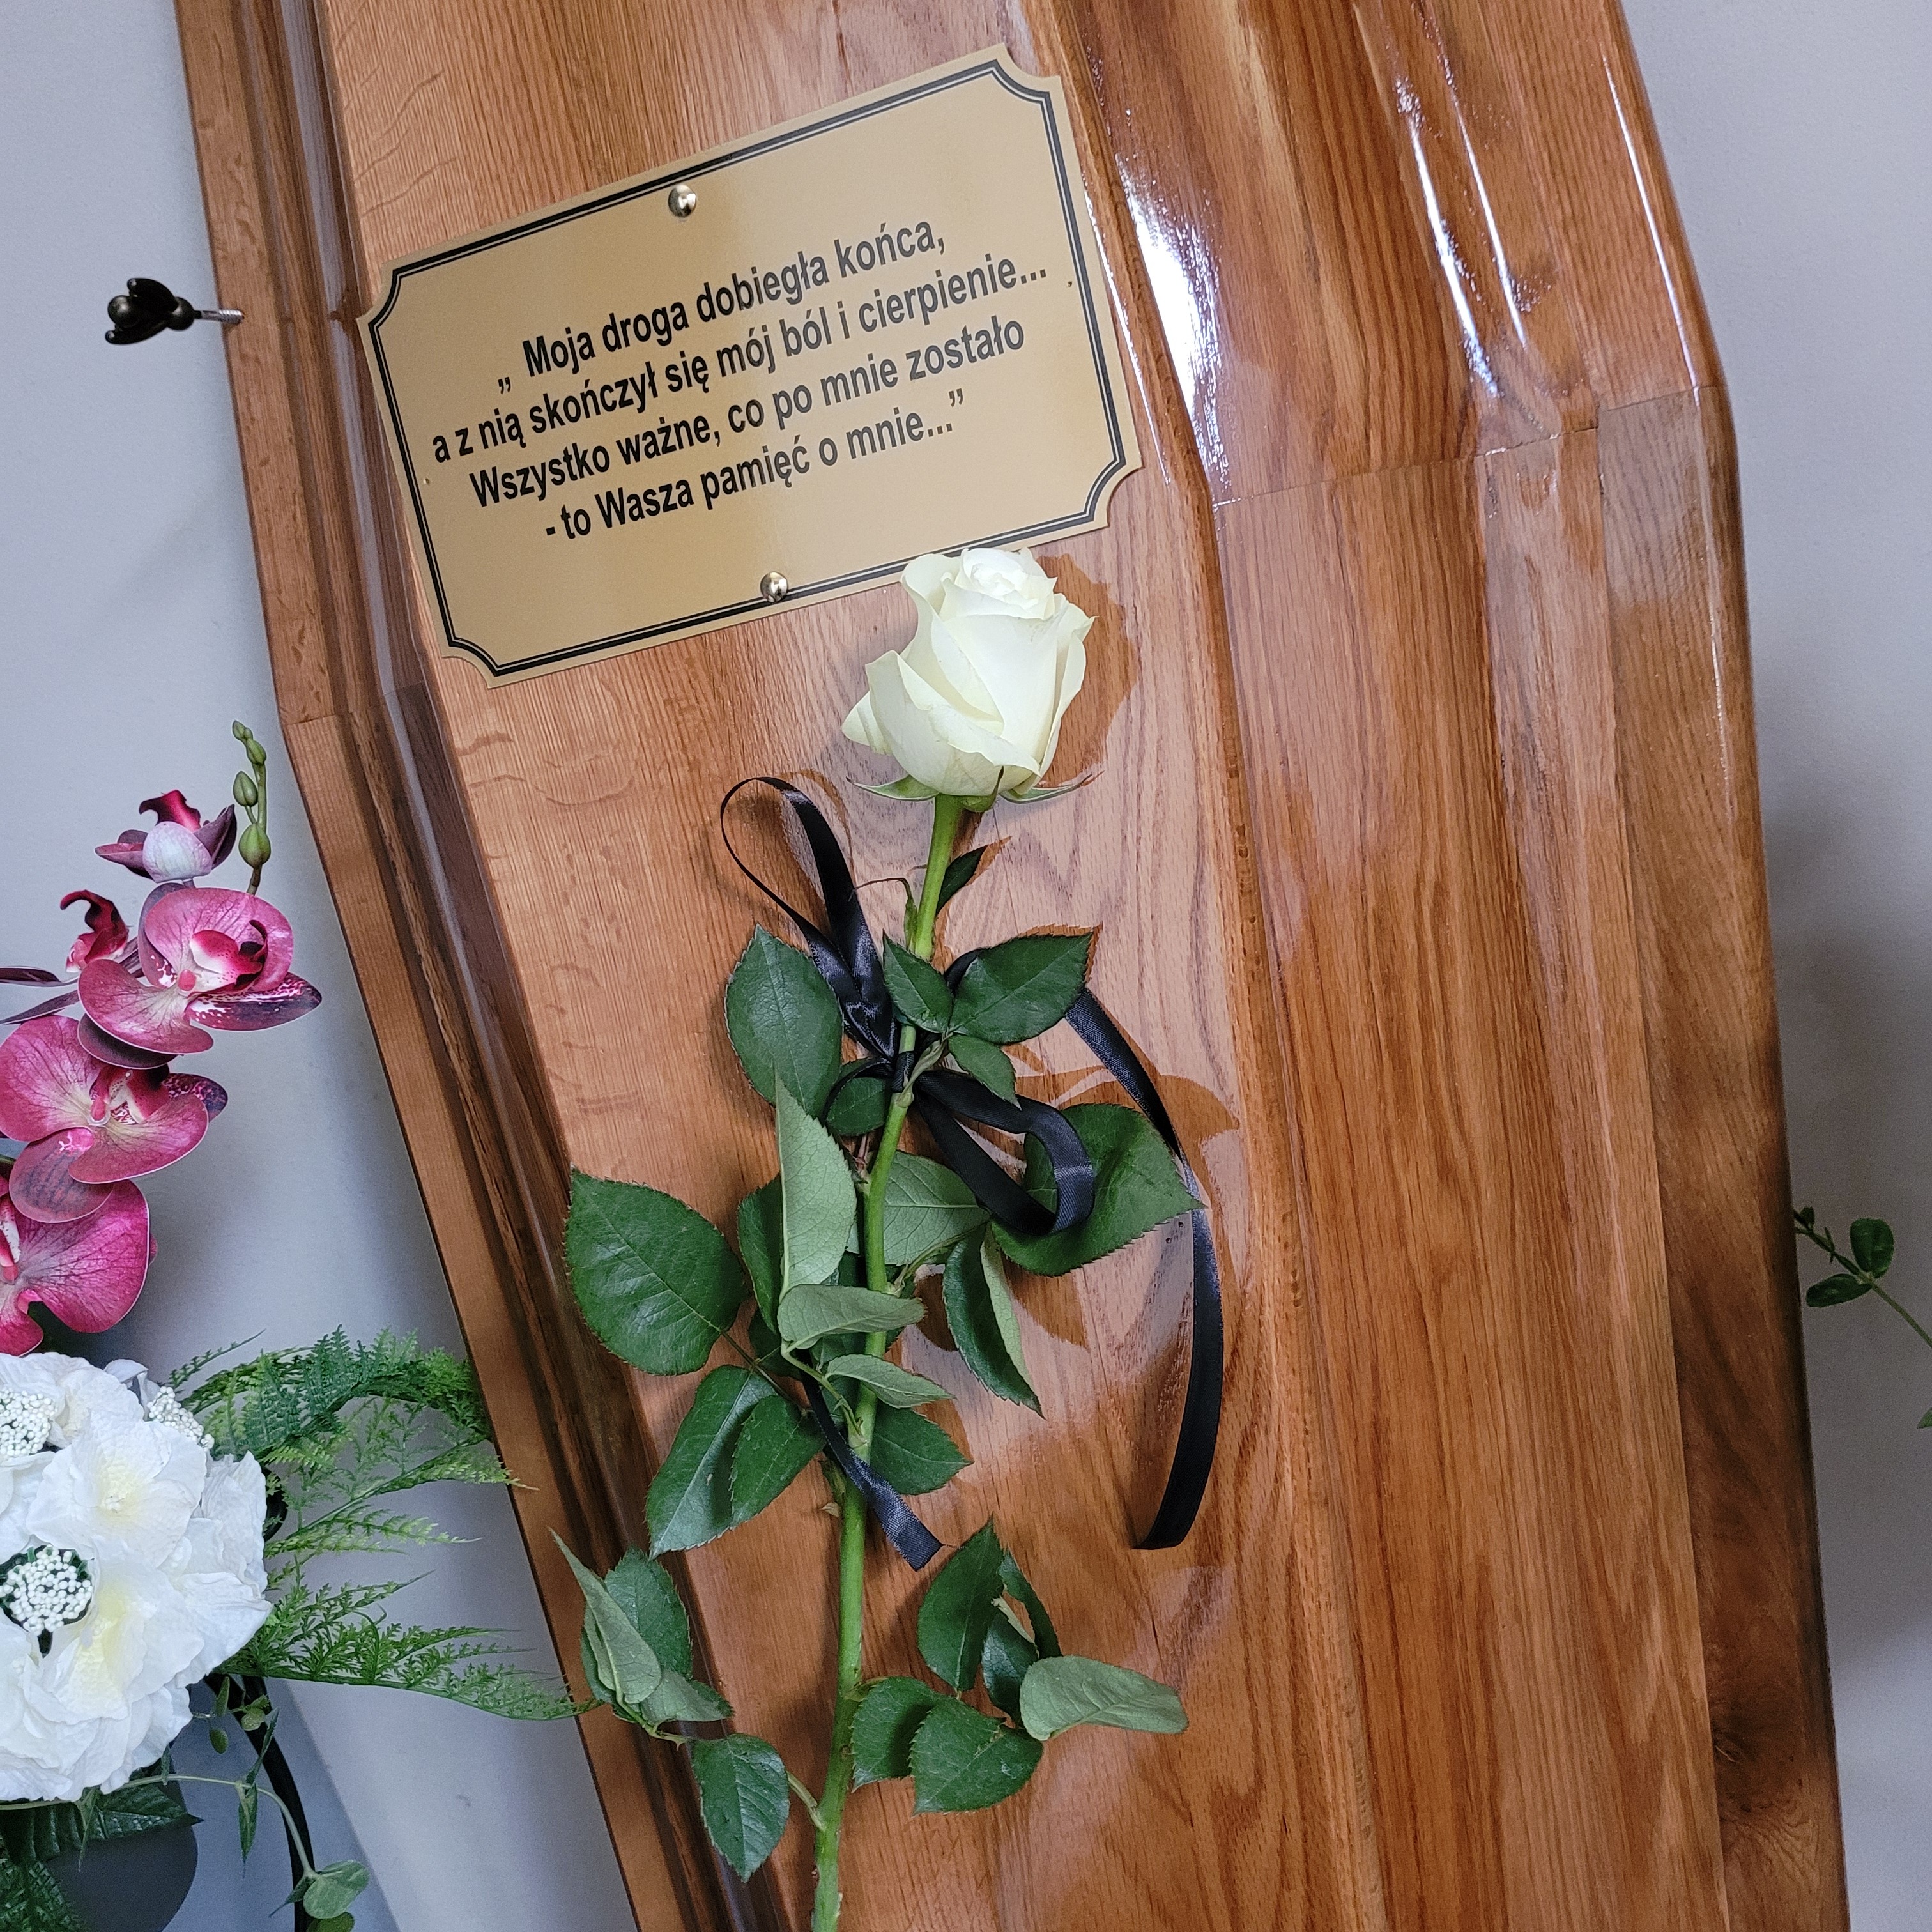 „ Moja droga dobiegła końca,
a z nią skończył się mój ból i cierpienie...
Wszystko ważne, co po mnie zostało
- to Wasza pamięć o mnie...”